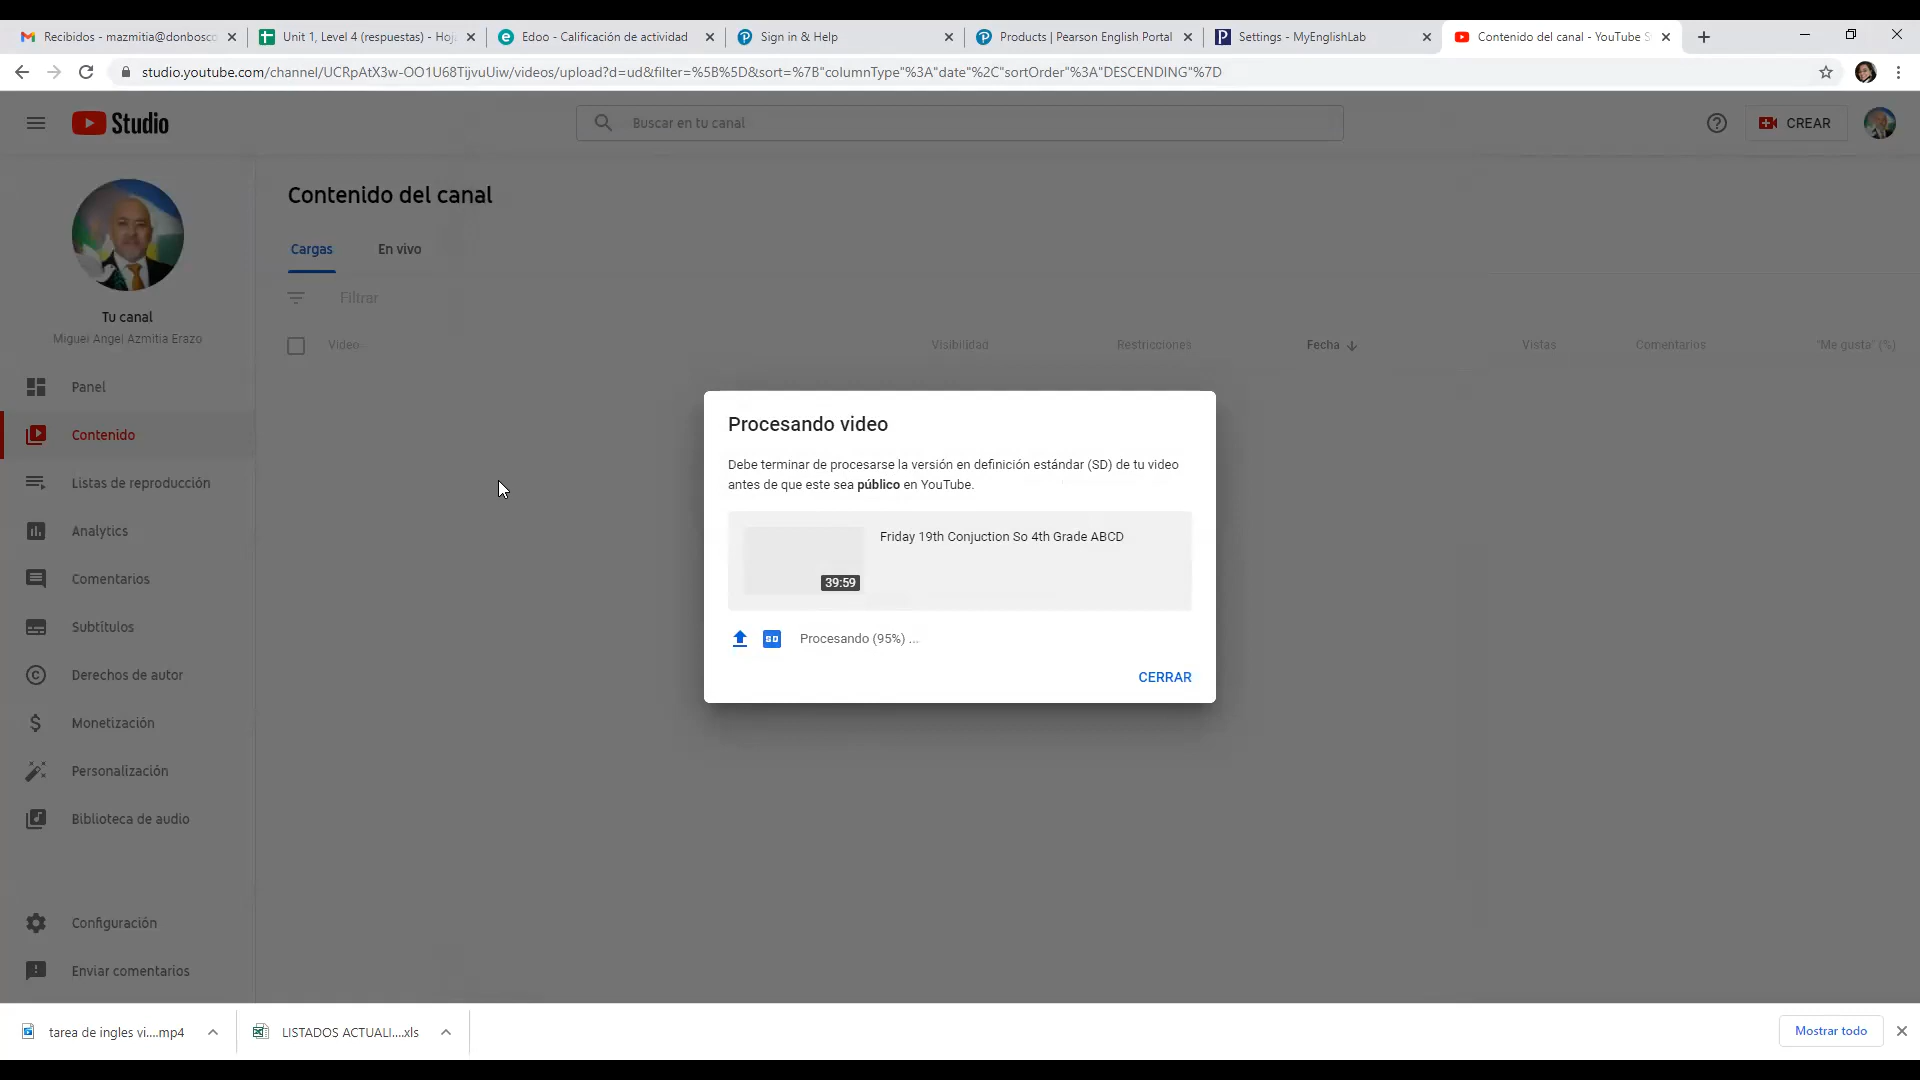 Recibidos - mazmitia@donbosco
Unit 1, Level 4 (respuestas) - Hoja
Edoo - Calificación de actividad
Sign in & Help
Products | Pearson English Portal
Settings - MyEnglishLab
Contenido del canal - YouTube S
studio.youtube.com/channel/UCRpAtX3w-OO1U68TijvuUiw/videos/upload?d=ud&filter=%5B%5D&sort=%7B"columnType"%3A"date"%2C"sortOrder"%3A"DESCENDING"%7D
Studio
Buscar en tu canal
CREAR
Contenido del canal
Cargas
En vivo
Filtrar
Tu canal
Miguel Angel Azmitia Erazo
Video
Visibilidad
Restricciones
Fecha
Vistas
Comentarios
"Me gusta" (%)
Panel
Contenido
Listas de reproducción
Analytics
Comentarios
Subtítulos
Derechos de autor
Monetización
Personalización
Biblioteca de audio
Configuración
Enviar comentarios
Procesando video
Debe terminar de procesarse la versión en definición estándar (SD) de tu video
antes de que este sea público en YouTube.
Friday 19th Conjuction So 4th Grade ABCD
39:59
SD
Procesando (95%) ...
CERRAR
tarea de ingles vi....mp4
LISTADOS ACTUALI....xls
Mostrar todo